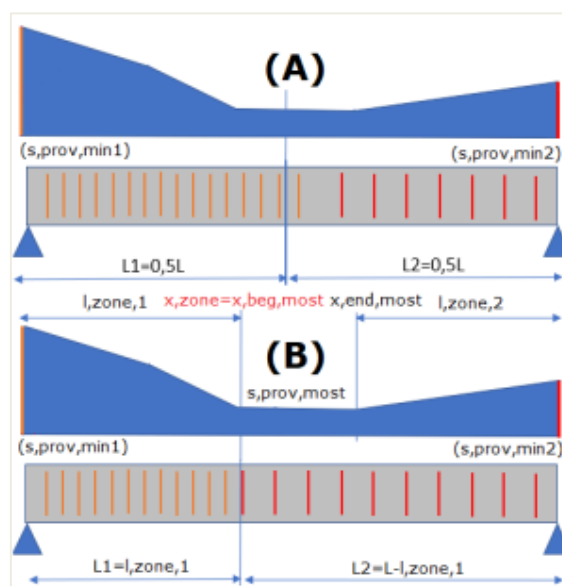 (A)
(s,prov,min1) (s,prov,min2)
L1=0,5L L2=0,5L
l,zone,1 x,zone=x,beg,most x,end,most l,zone,2
(B)
s,prov,most
(s,prov,min1) (s,prov,min2)
L1=l,zone,1 L2=L-l,zone,1